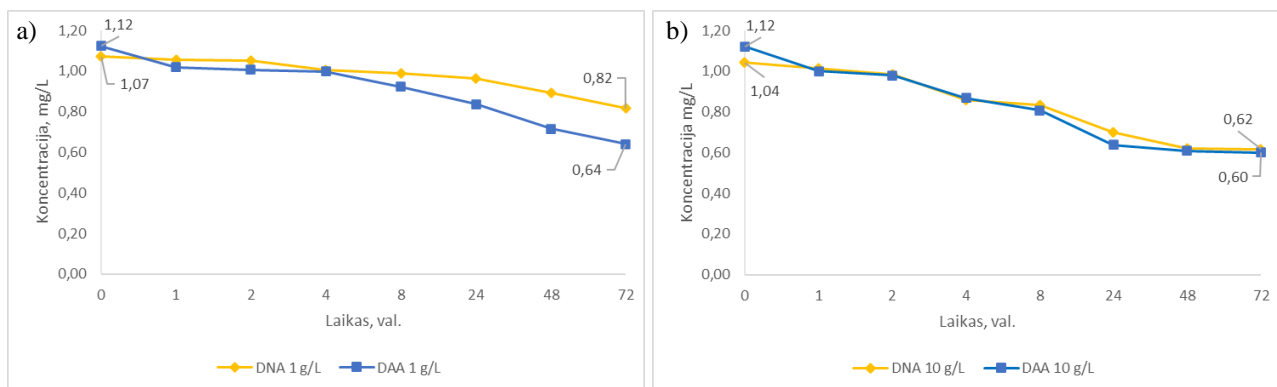 a)
1,20
1,00
0,80
0,60
0,40
0,20
0,00
Koncentracija, mg/L
1,12
1,07
0,82
0,64
0 1 2 4 8 24 48 72
Laikas, val.
DNA 1 g/L DAA 1 g/L
b)
1,20
1,00
0,80
0,60
0,40
0,20
0,00
Koncentracija mg/L
1,12
1,04
0,62
0,60
0 1 2 4 8 24 48 72
Laikas, val.
DNA 10 g/L DAA 10 g/L